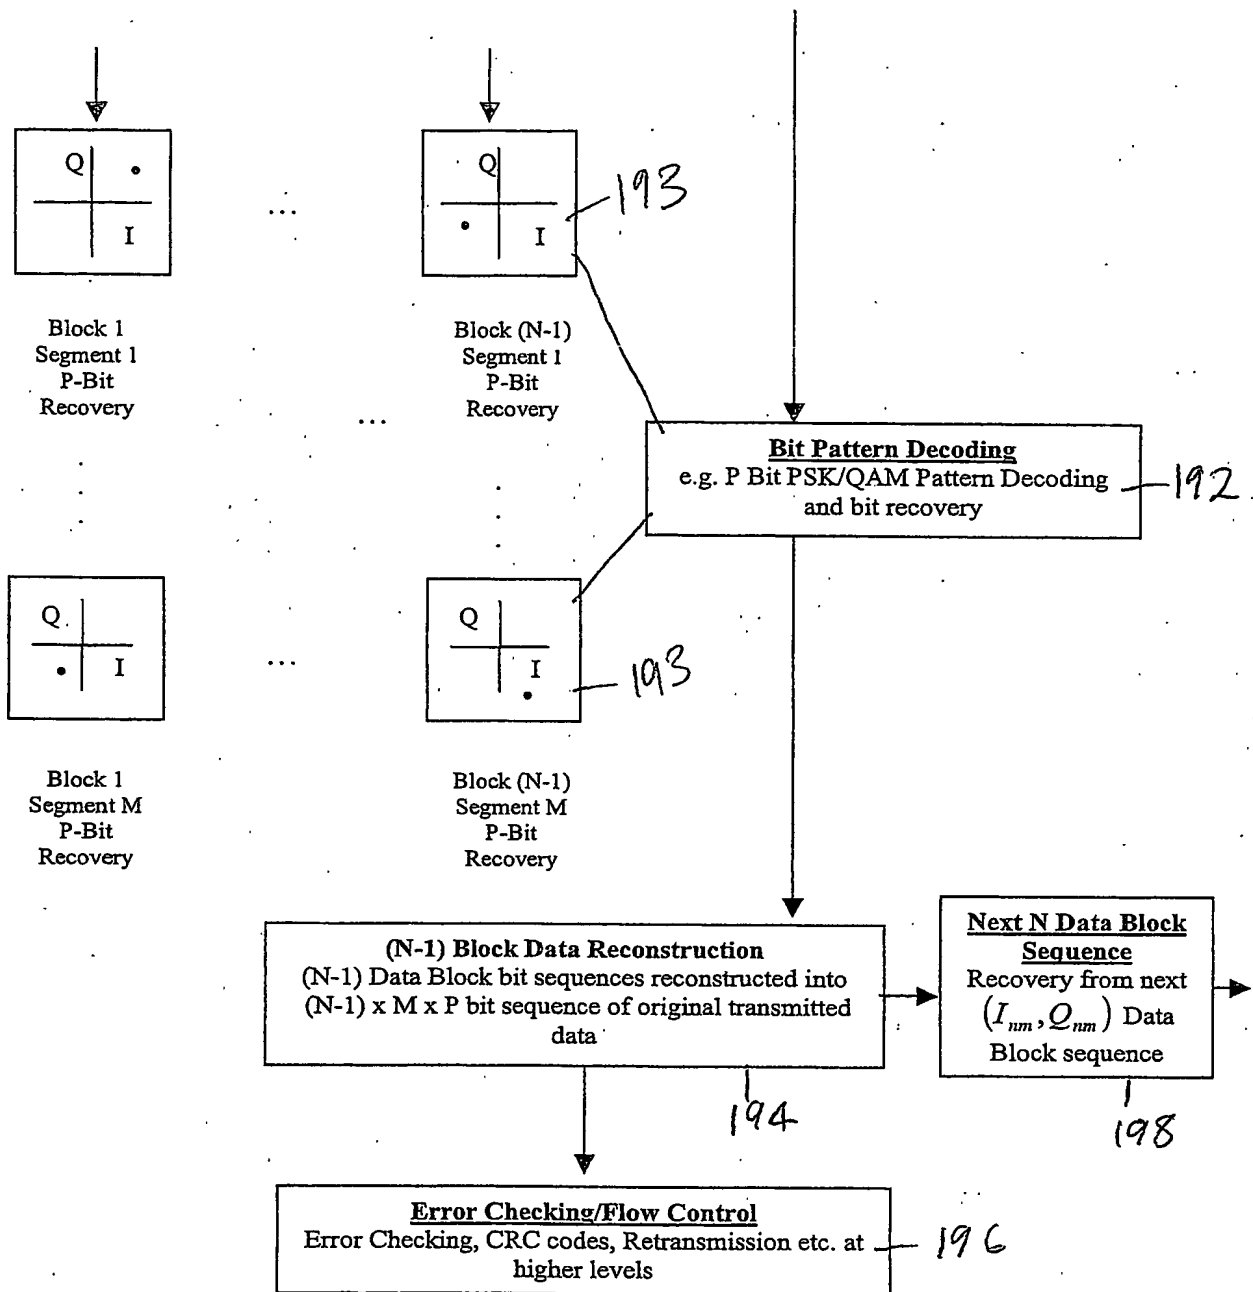 Q
I
...
Q
I
193
Block 1
Segment 1
P-Bit
Recovery
Block (N-1)
Segment 1
P-Bit
Recovery
...
Bit Pattern Decoding
e.g. P Bit PSK/QAM Pattern Decoding
and bit recovery
192
Q
I
...
Q
I
193
Block 1
Segment M
P-Bit
Recovery
Block (N-1)
Segment M
P-Bit
Recovery
(N-1) Block Data Reconstruction
(N-1) Data Block bit sequences reconstructed into
(N-1) x M x P bit sequence of original transmitted
data
194
Next N Data Block
Sequence
Recovery from next
(I_nm, Q_nm) Data
Block sequence
198
Error Checking/Flow Control
Error Checking, CRC codes, Retransmission etc. at
higher levels
196